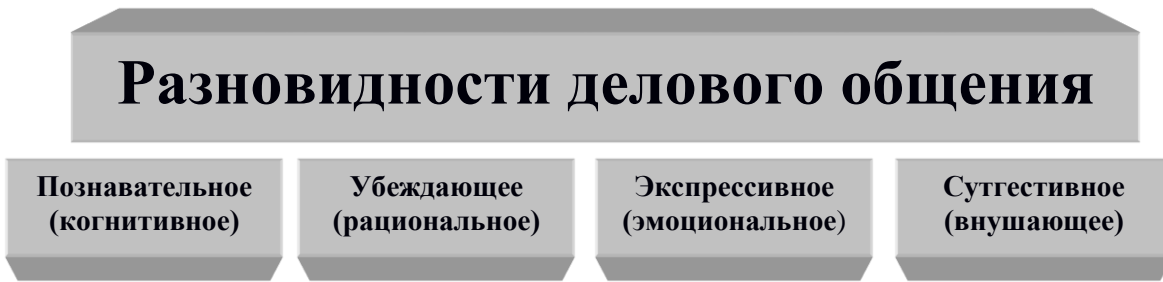 Разновидности делового общения
Познавательное
(когнитивное)
Убеждающее
(рациональное)
Экспрессивное
(эмоциональное)
Сутгестивное
(внушающее)